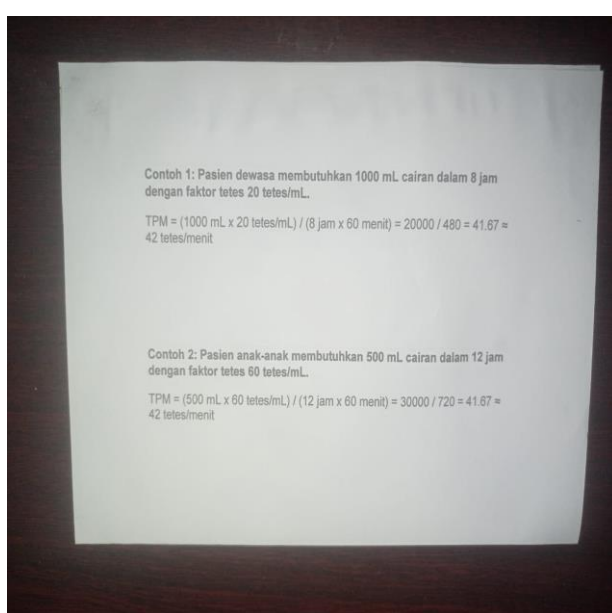 Contoh 1: Pasien dewasa membutuhkan 1000 mL cairan dalam 8 jam
dengan faktor tetes 20 tetes/mL.
TPM = (1000 mL x 20 tetes/mL) / (8 jam x 60 menit) = 20000 / 480 = 41.67 ≈
42 tetes/menit
Contoh 2: Pasien anak-anak membutuhkan 500 mL cairan dalam 12 jam
dengan faktor tetes 60 tetes/mL.
TPM = (500 mL x 60 tetes/mL) / (12 jam x 60 menit) = 30000 / 720 = 41.67 ≈
42 tetes/menit